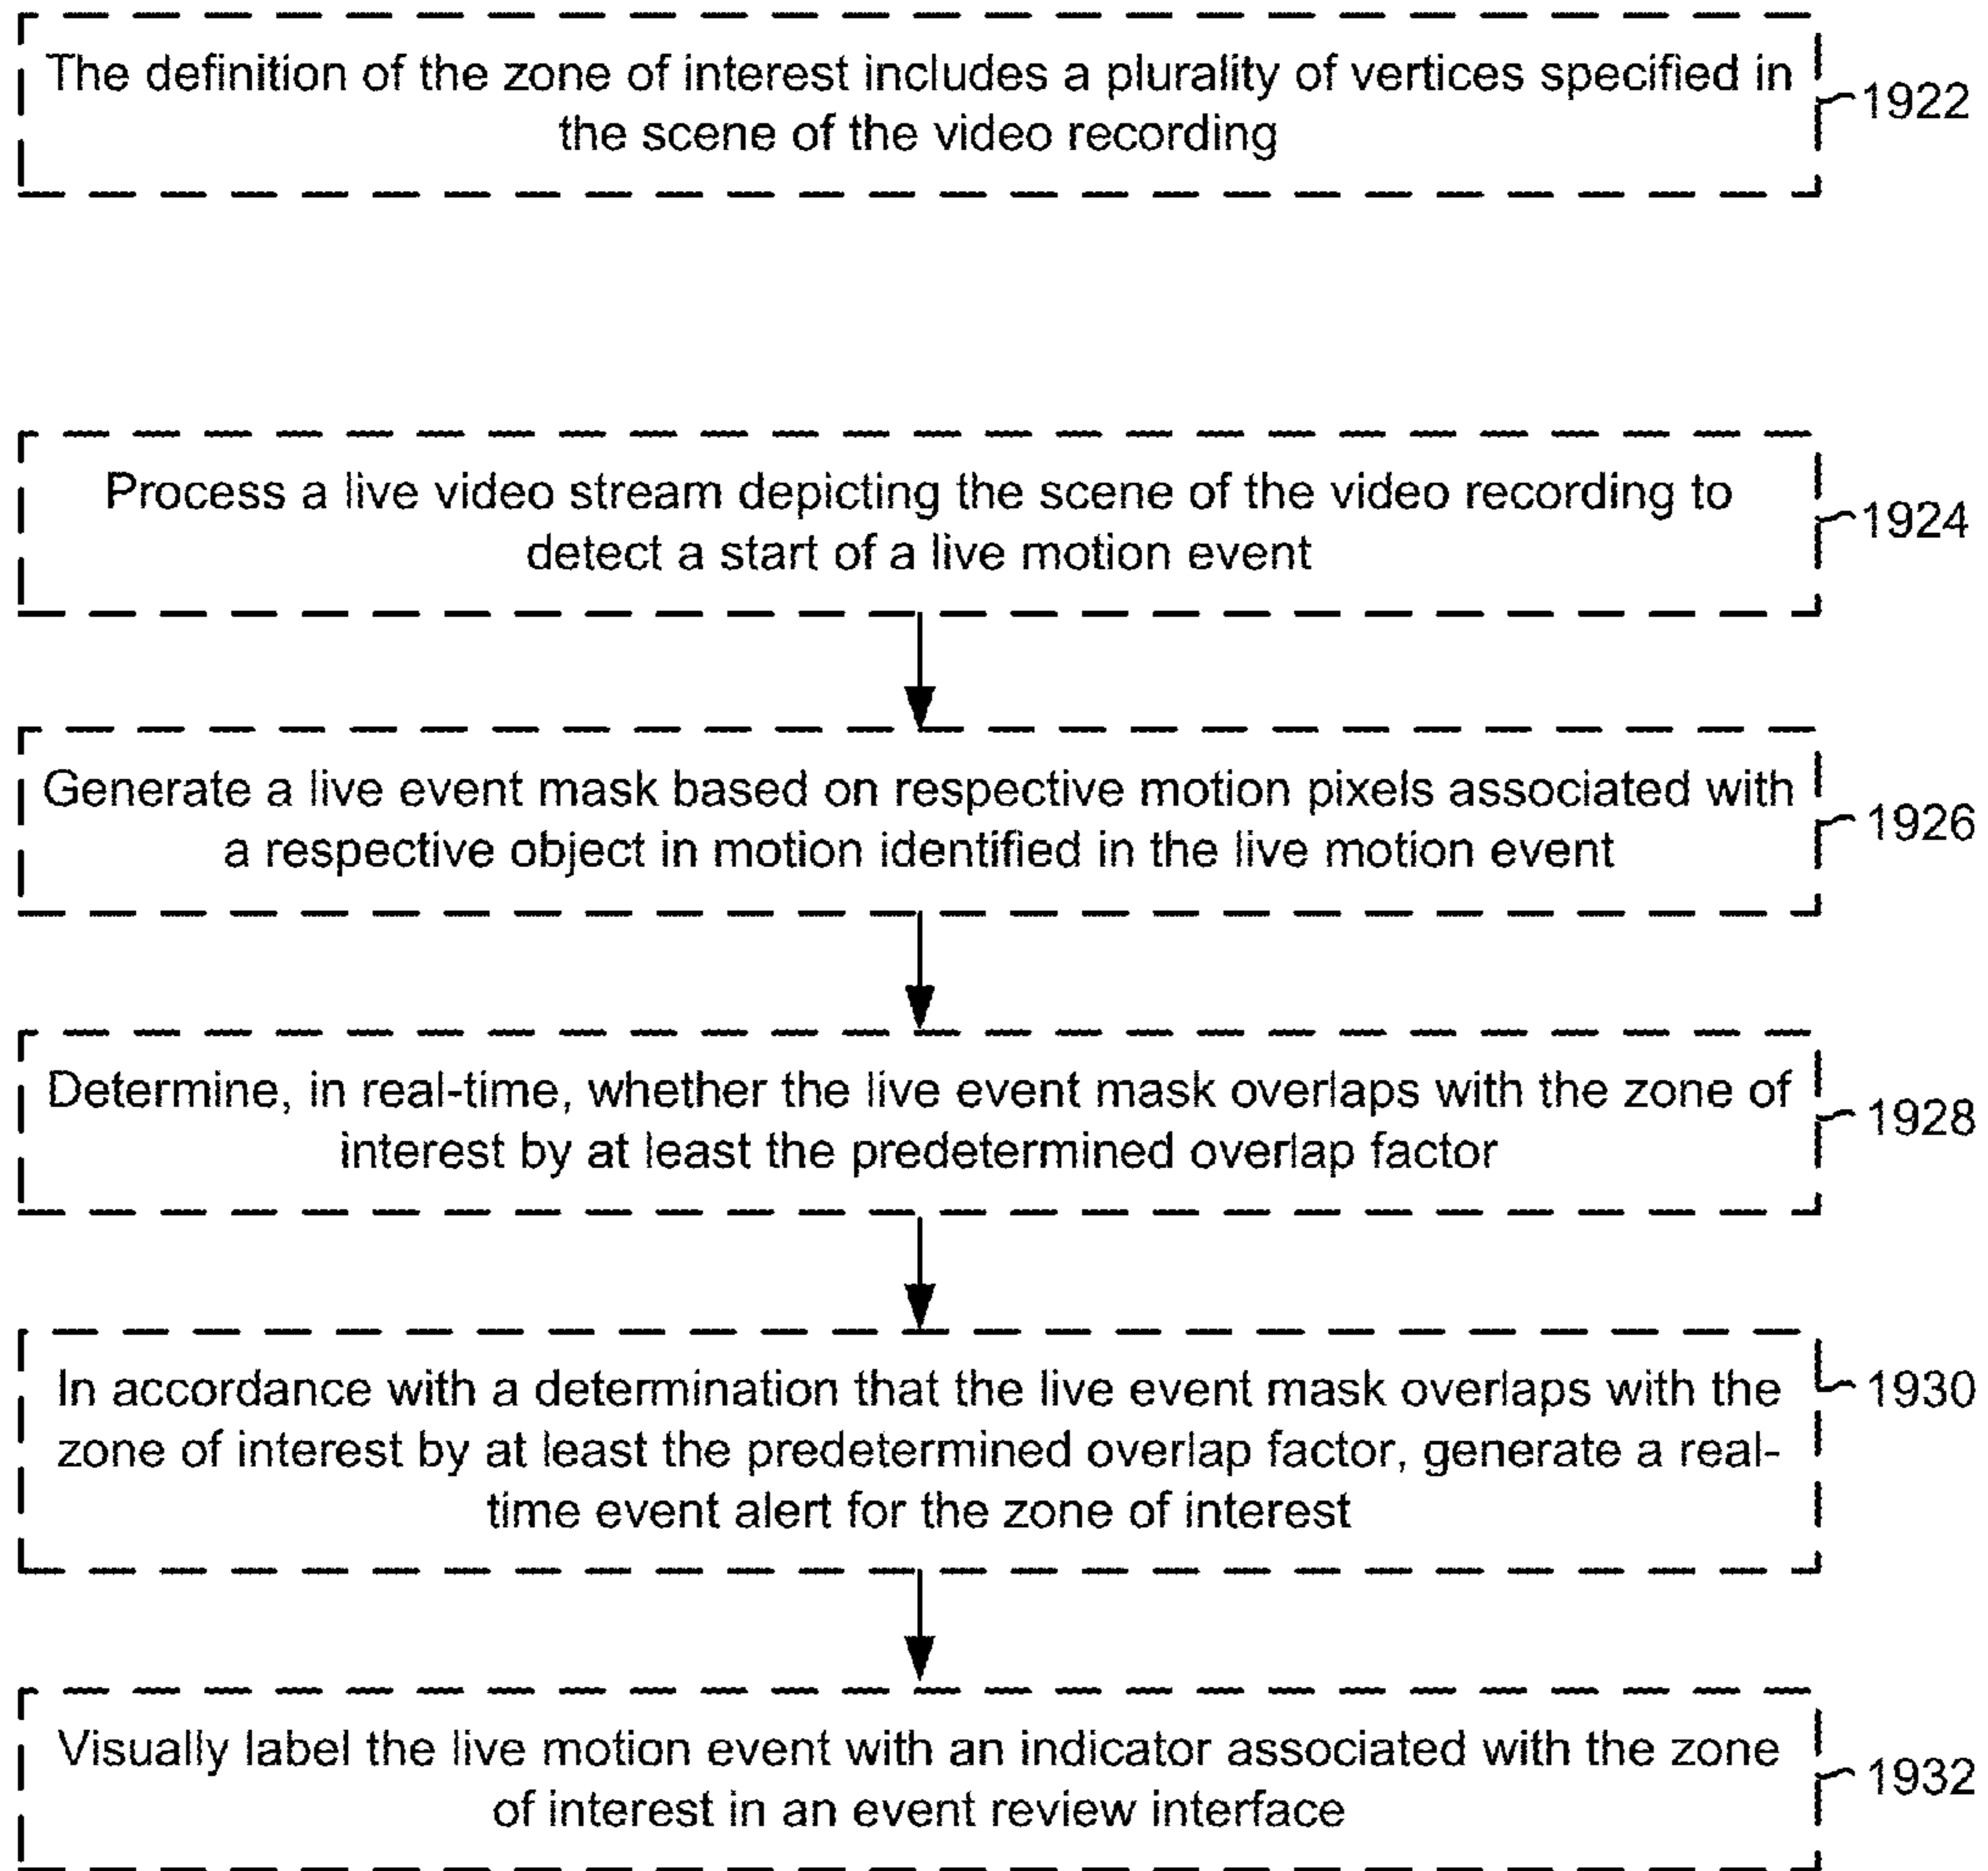 The definition of the zone of interest includes a plurality of vertices specified in
the scene of the video recording
1922
Process a live video stream depicting the scene of the video recording to
detect a start of a live motion event
1924
Generate a live event mask based on respective motion pixels associated with
a respective object in motion identified in the live motion event
1926
Determine, in real-time, whether the live event mask overlaps with the zone of
interest by at least the predetermined overlap factor
1928
In accordance with a determination that the live event mask overlaps with the
zone of interest by at least the predetermined overlap factor, generate a real-
time event alert for the zone of interest
1930
Visually label the live motion event with an indicator associated with the zone
of interest in an event review interface
1932